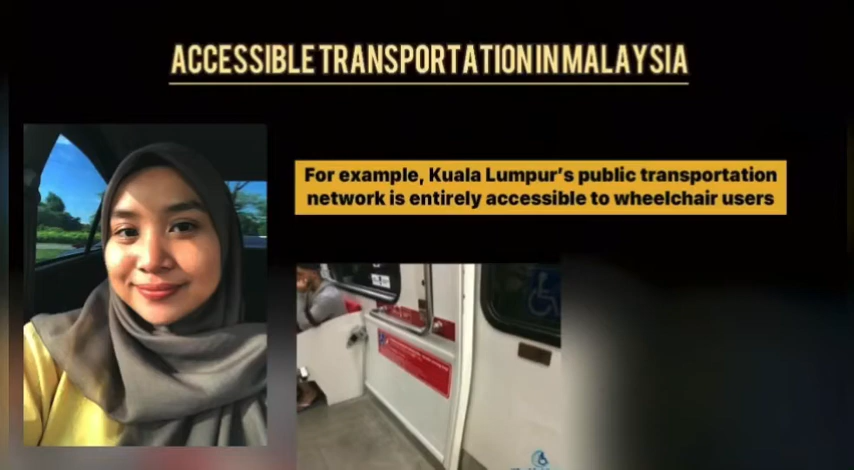 ACCESSIBLE TRANSPORTATION IN MALAYSIA
For example, Kuala Lumpur's public transportation
network is entirely accessible to wheelchair users